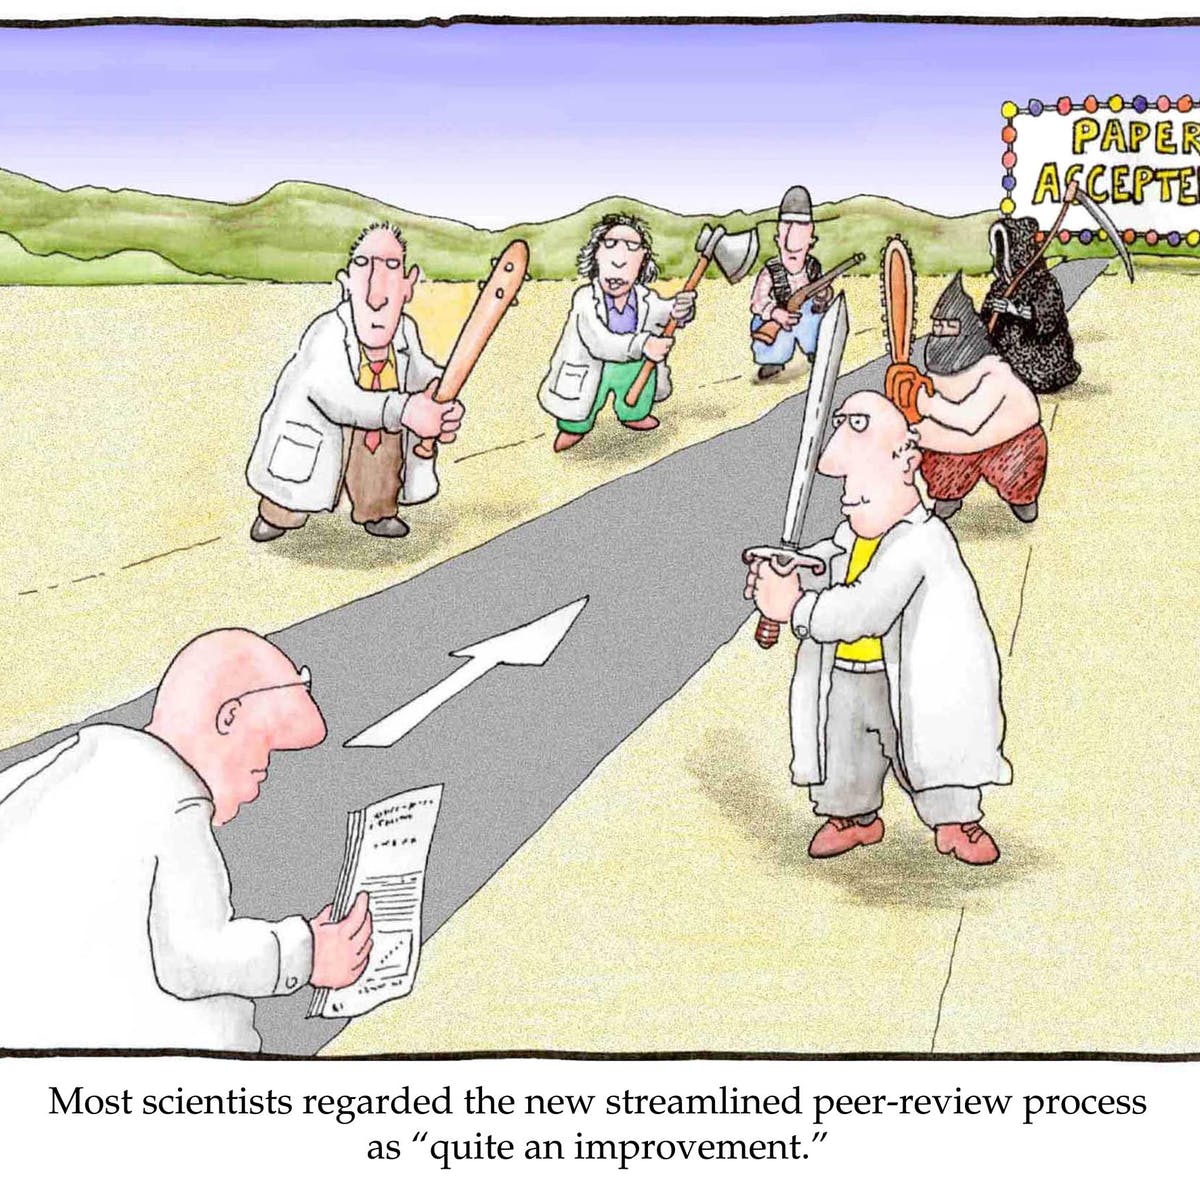 PAPER
ACCEPTE
Most scientists regarded the new streamlined peer-review process
as “quite an improvement.”